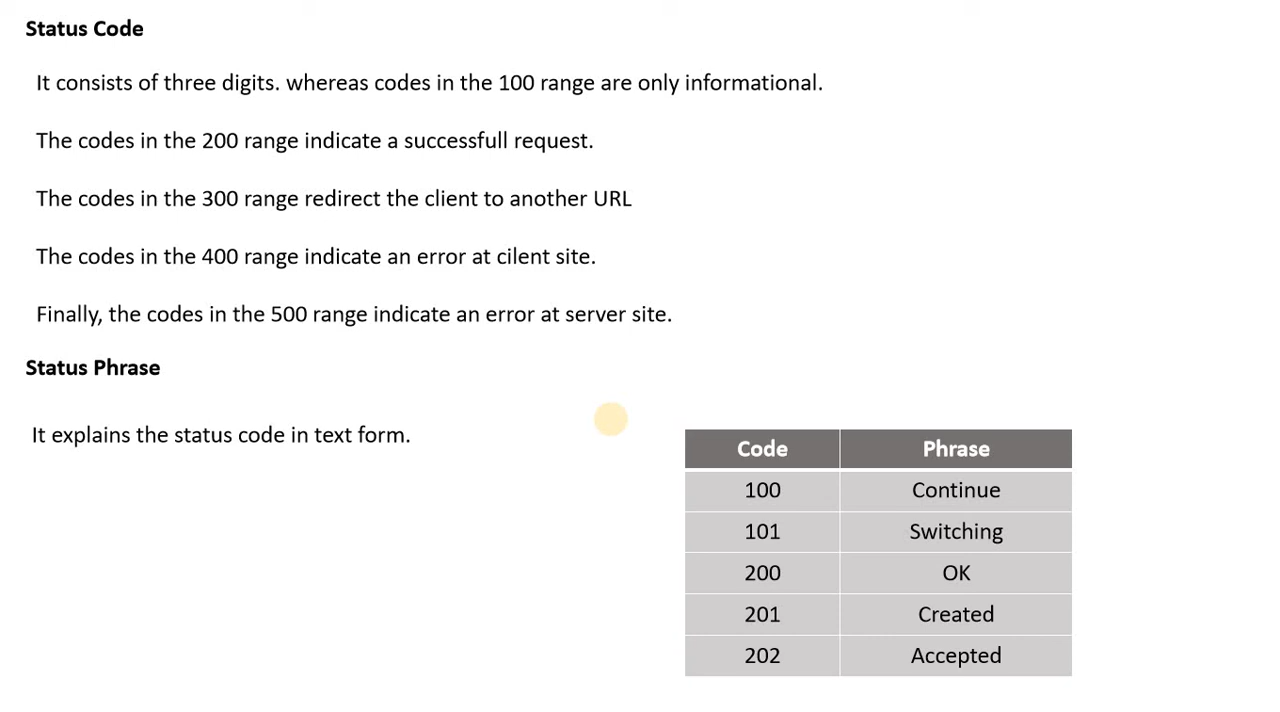 Status Code
It consists of three digits. whereas codes in the 100 range are only informational.
The codes in the 200 range indicate a successfull request.
The codes in the 300 range redirect the client to another URL
The codes in the 400 range indicate an error at cilent site.
Finally, the codes in the 500 range indicate an error at server site.
Status Phrase
It explains the status code in text form.
Code Phrase
100 Continue
101 Switching
200 OK
201 Created
202 Accepted